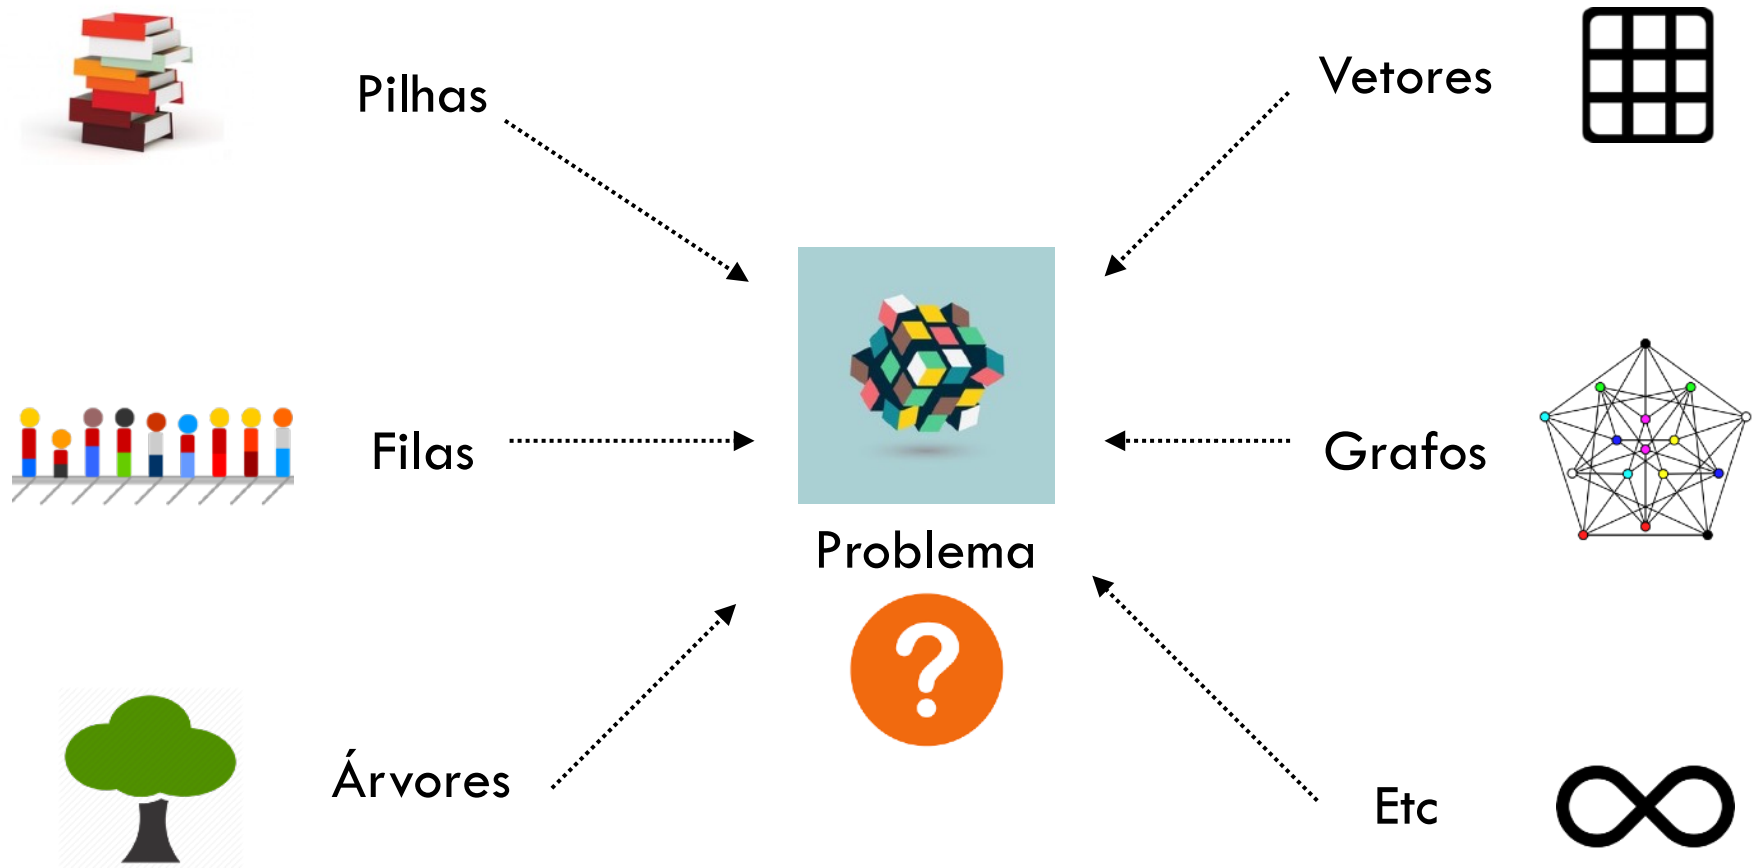 Pilhas
Vetores
Filas
Grafos
Problema
?
Árvores
Etc